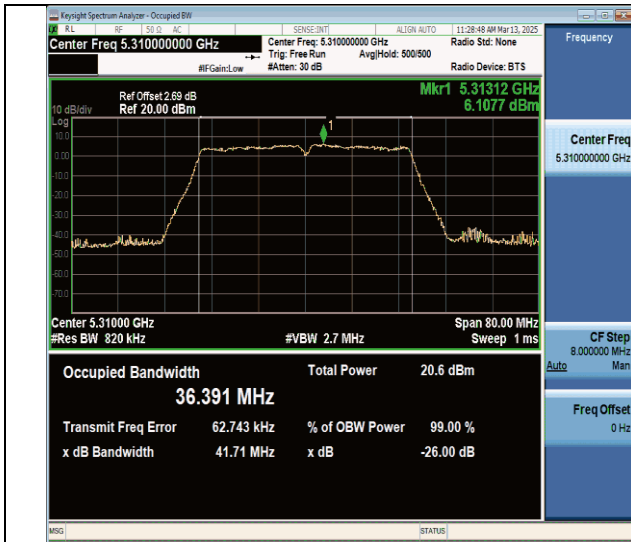 Keysight Spectrum Analyzer - Occupied BW
RL RF 50 Ω AC SENSE:INT ALIGN AUTO 11:28:48 AM Mar 13, 2025
Center Freq 5.310000000 GHz
Center Freq: 5.310000000 GHz Radio Std: None
Trig: Free Run Avg|Hold: 500/500
#IFGain:Low #Atten: 30 dB Radio Device: BTS
Frequency
Mkr1 5.31312 GHz
6.1077 dBm
Ref Offset 2.69 dB
10 dB/div Ref 20.00 dBm
Log
10.0
0.00
-10.0
-20.0
-30.0
-40.0
-50.0
-60.0
-70.0
1
Center 5.31000 GHz Span 80.00 MHz
#Res BW 820 kHz #VBW 2.7 MHz Sweep 1 ms
Occupied Bandwidth Total Power 20.6 dBm
36.391 MHz
Transmit Freq Error 62.743 kHz % of OBW Power 99.00 %
x dB Bandwidth 41.71 MHz x dB -26.00 dB
Center Freq
5.310000000 GHz
CF Step
8.000000 MHz
Auto Man
Freq Offset
0 Hz
MSG STATUS